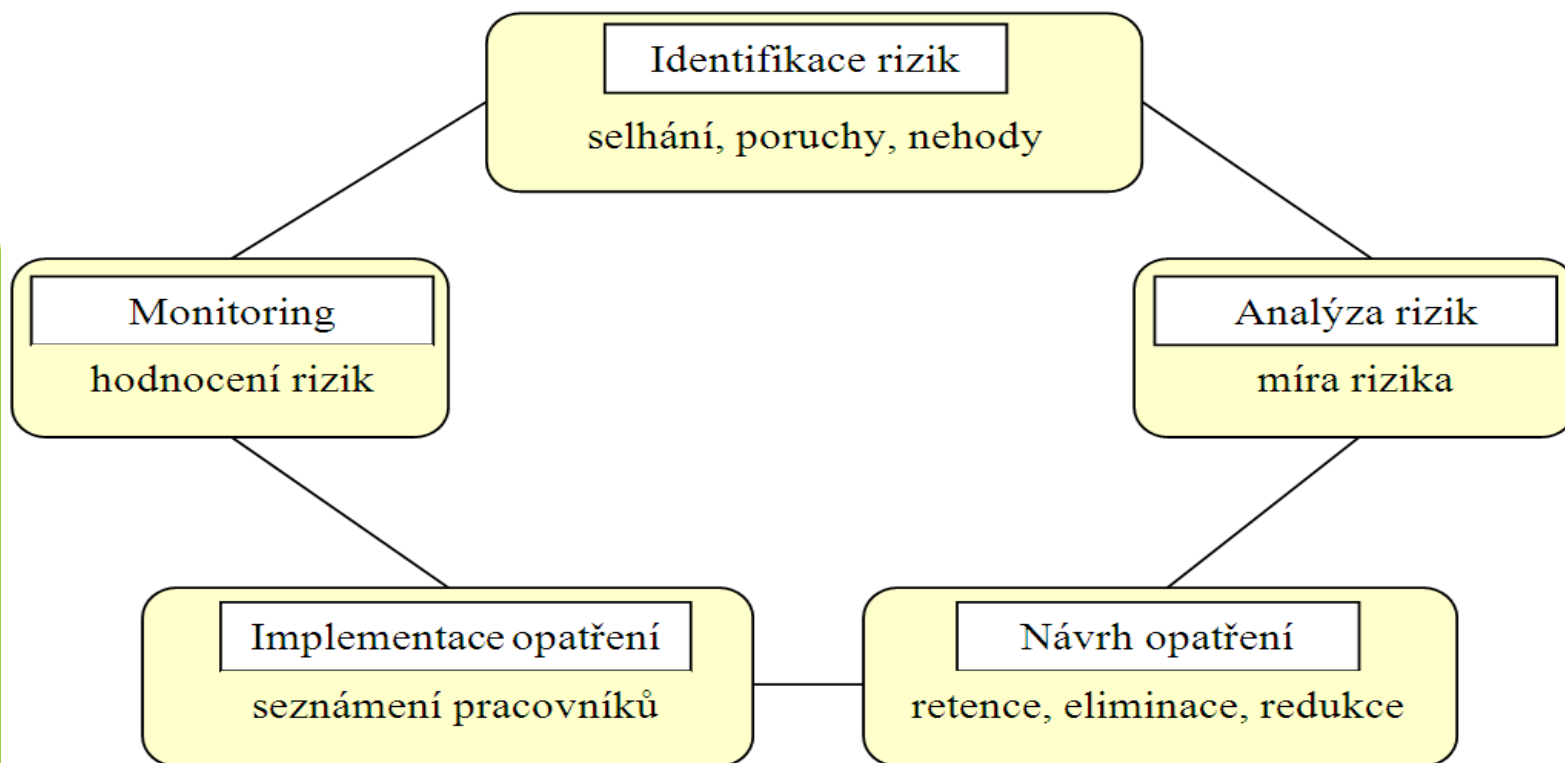 Identifikace rizik
selhání, poruchy, nehody
Monitoring
hodnocení rizik
Analýza rizik
míra rizika
Implementace opatření
seznámení pracovníků
Návrh opatření
retence, eliminace, redukce